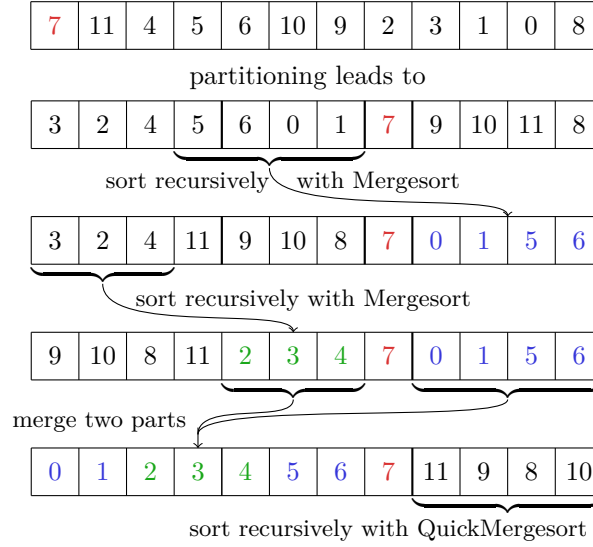 7 11 4 5 6 10 9 2 3 1 0 8
partitioning leads to
3 2 4 5 6 0 1 7 9 10 11 8
sort recursively with Mergesort
3 2 4 11 9 10 8 7 0 1 5 6
sort recursively with Mergesort
9 10 8 11 2 3 4 7 0 1 5 6
merge two parts
0 1 2 3 4 5 6 7 11 9 8 10
sort recursively with QuickMergesort